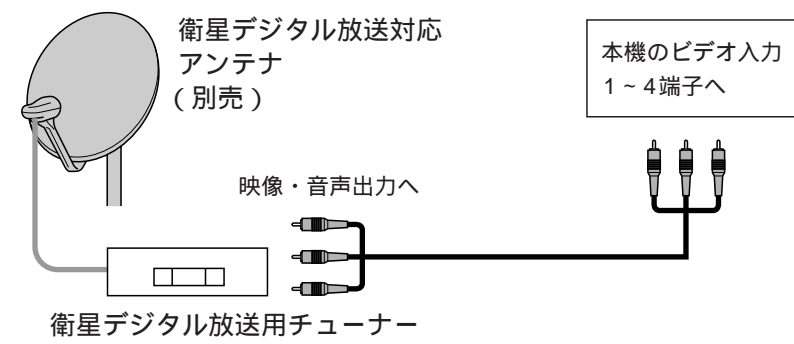 衛星デジタル放送対応
アンテナ
（別売）
本機のビデオ入力
1～4端子へ
映像・音声出力へ
衛星デジタル放送用チューナー